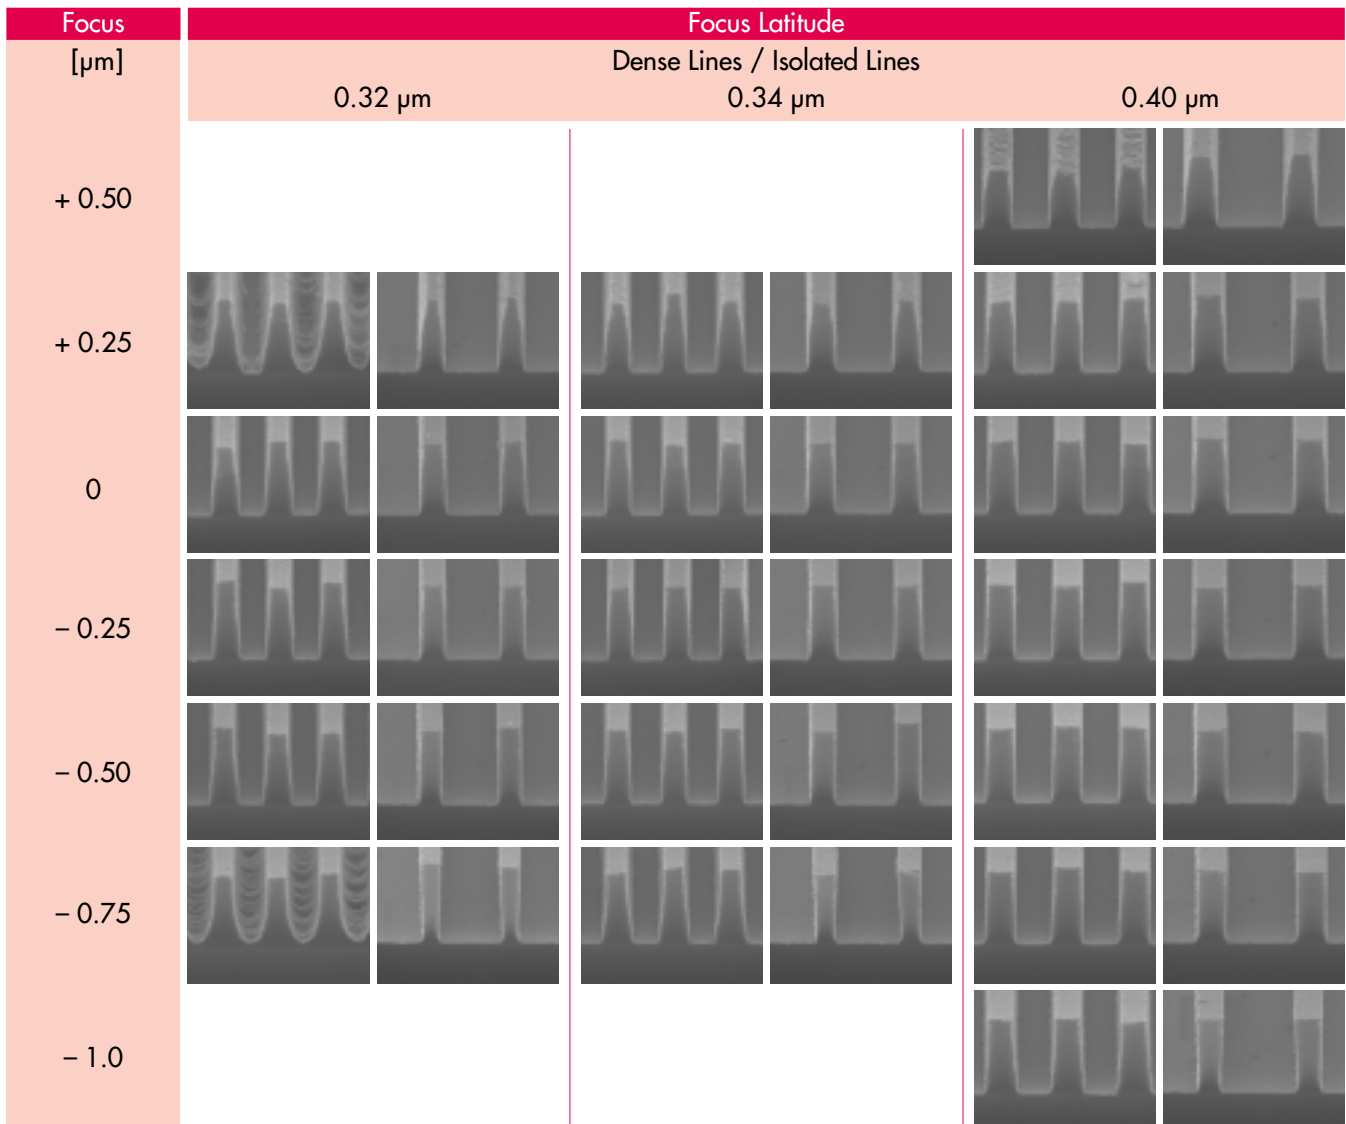 Focus
Focus Latitude
[µm]
Dense Lines / Isolated Lines
0.32 µm
0.34 µm
0.40 µm
+ 0.50
+ 0.25
0
– 0.25
– 0.50
– 0.75
– 1.0